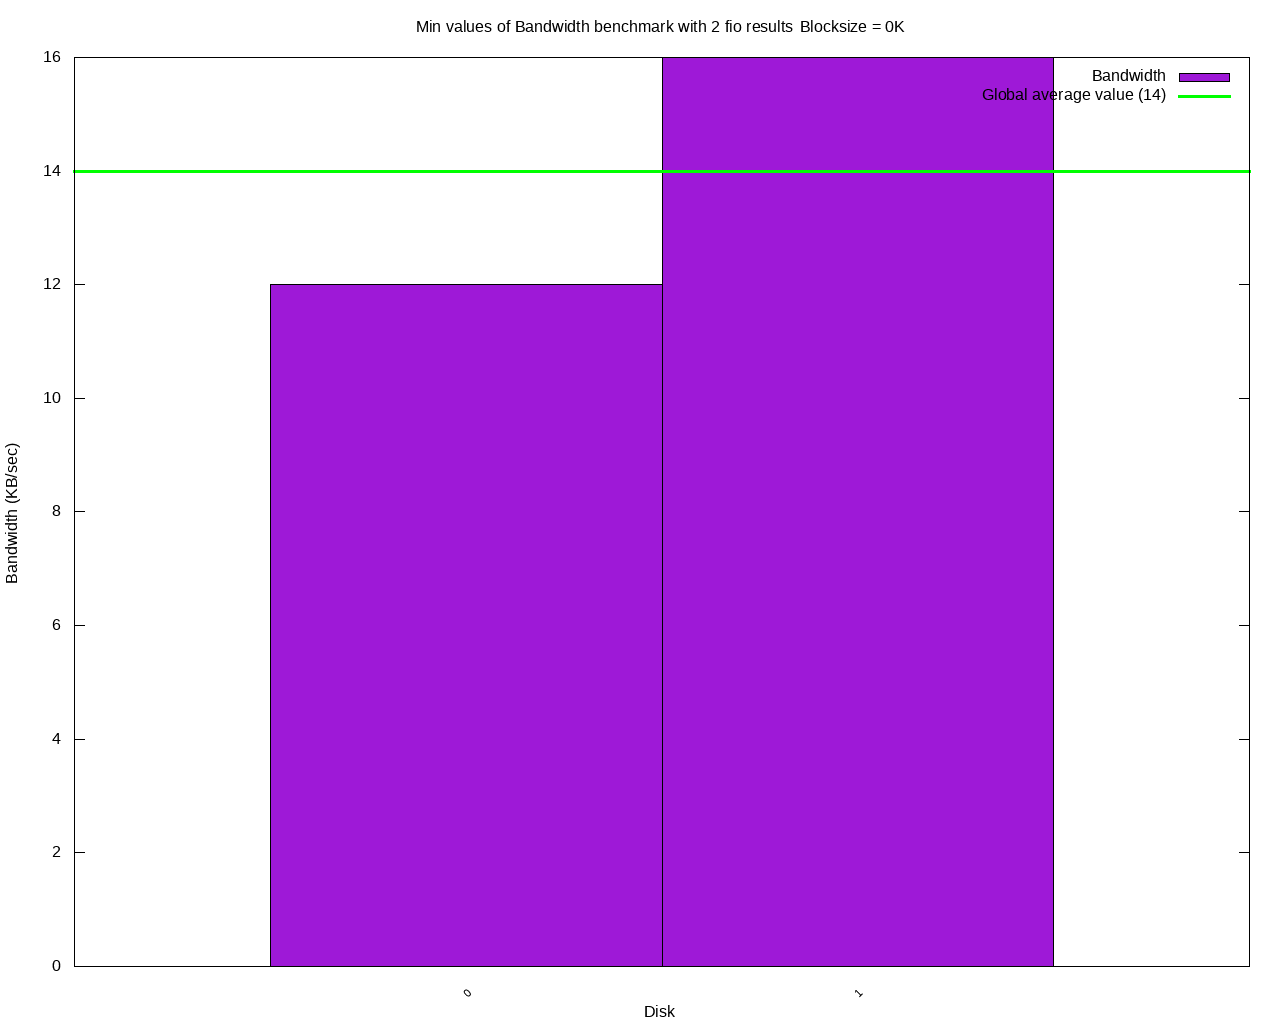 Min values of Bandwidth benchmark with 2 fio results Blocksize = 0K
16
14
12
10
8
6
4
2
0
Bandwidth (KB/sec)
Bandwidth
Global average value (14)
0
1
Disk